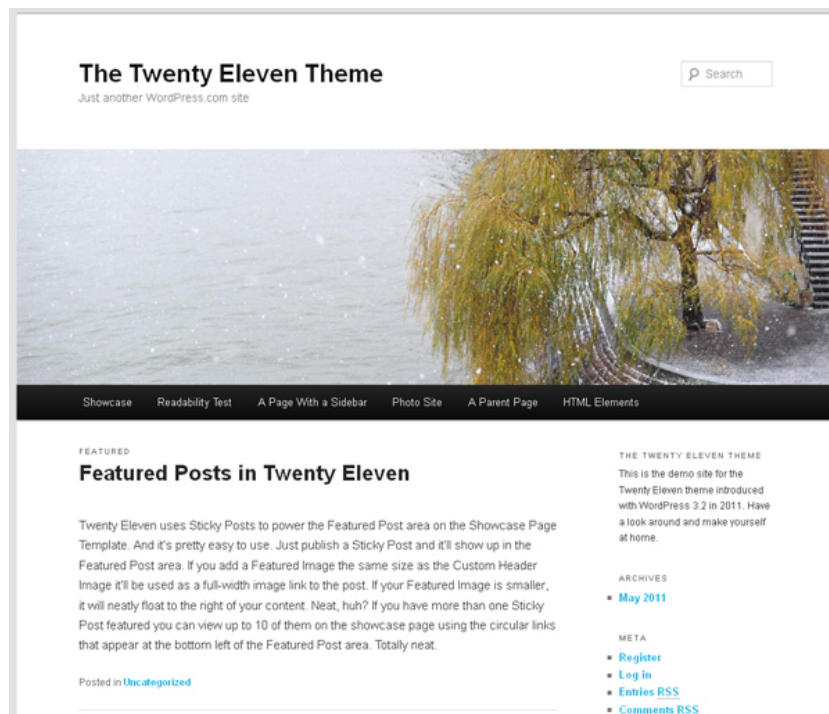 The Twenty Eleven Theme
Just another WordPress.com site
Search
Showcase Readability Test A Page With a Sidebar Photo Site A Parent Page HTML Elements
FEATURED
Featured Posts in Twenty Eleven
Twenty Eleven uses Sticky Posts to power the Featured Post area on the Showcase Page
Template. And it's pretty easy to use. Just publish a Sticky Post and it'll show up in the
Featured Post area. If you add a Featured Image the same size as the Custom Header
Image it'll be used as a full-width image link to the post. If your Featured Image is smaller,
it will neatly float to the right of your content. Neat, huh? If you have more than one Sticky
Post featured you can view up to 10 of them on the showcase page using the circular links
that appear at the bottom left of the Featured Post area. Totally neat.
Posted in Uncategorized
THE TWENTY ELEVEN THEME
This is the demo site for the
Twenty Eleven theme introduced
with WordPress 3.2 in 2011. Have
a look around and make yourself
at home.
ARCHIVES
May 2011
META
Register
Log in
Entries RSS
Comments RSS